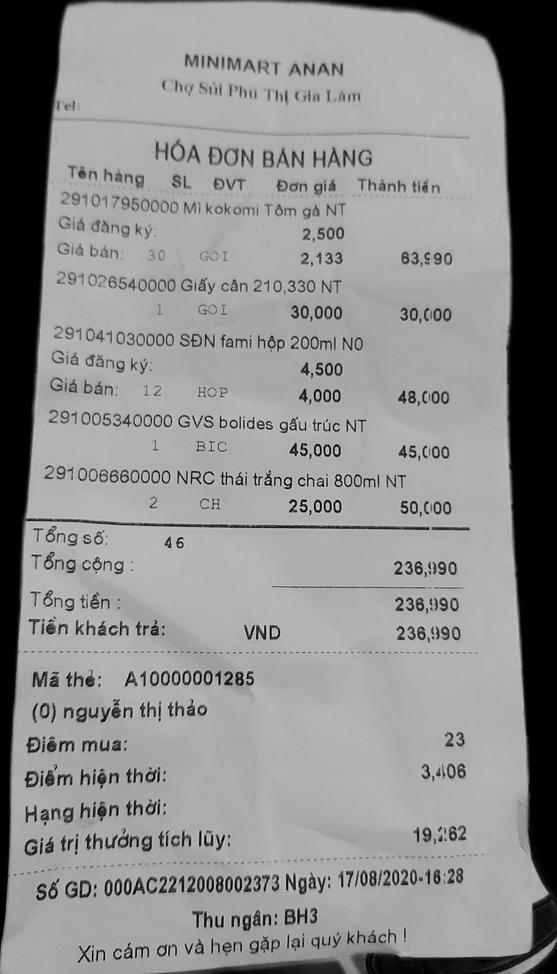 MINIMART ANAN
Chợ Sủi Phú Thị Gia Lâm
Tel:
HÓA ĐƠN BÁN HÀNG
Tên hàng SL ĐVT Đơn giá Thành tiền
291017950000 Mì kokomi Tôm gà NT
Giá đăng ký: 2,500
Giá bán: 30 GOI 2,133 63,990
291026540000 Giấy cân 210,330 NT
1 GOI 30,000 30,000
291041030000 SĐN fami hộp 200ml N0
Giá đăng ký: 4,500
Giá bán: 12 HOP 4,000 48,000
291005340000 GVS bolides gấu trúc NT
1 BIC 45,000 45,000
291006660000 NRC thái trắng chai 800ml NT
2 CH 25,000 50,000
Tổng số: 46
Tổng cộng : 236,990
Tổng tiền : 236,990
Tiền khách trả: VND 236,990
Mã thẻ: A10000001285
(0) nguyễn thị thảo
Điểm mua: 23
Điểm hiện thời: 3,406
Hạng hiện thời:
Giá trị thưởng tích lũy: 19,262
Số GD: 000AC2212008002373 Ngày: 17/08/2020-16:28
Thu ngân: BH3
Xin cám ơn và hẹn gặp lại quý khách !